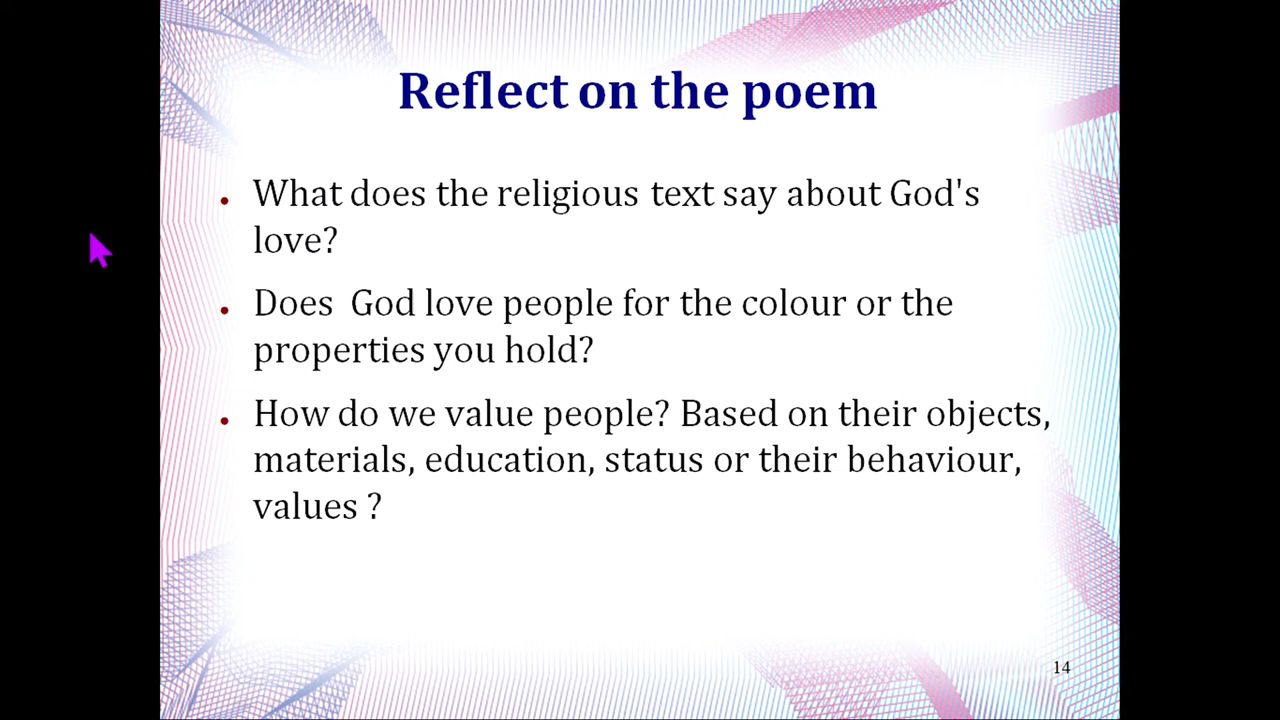 Reflect on the poem
• What does the religious text say about God's
love?
• Does  God love people for the colour or the
properties you hold?
• How do we value people? Based on their objects,
materials, education, status or their behaviour,
values ?
14